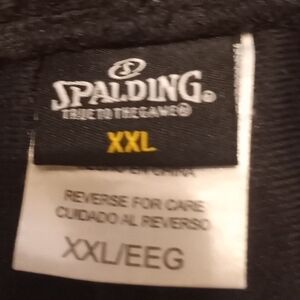 S
SPALDING®
TRUE TO THE GAME®
XXL
REVERSE FOR CARE
CUIDADO AL REVERSO
XXL/EEG